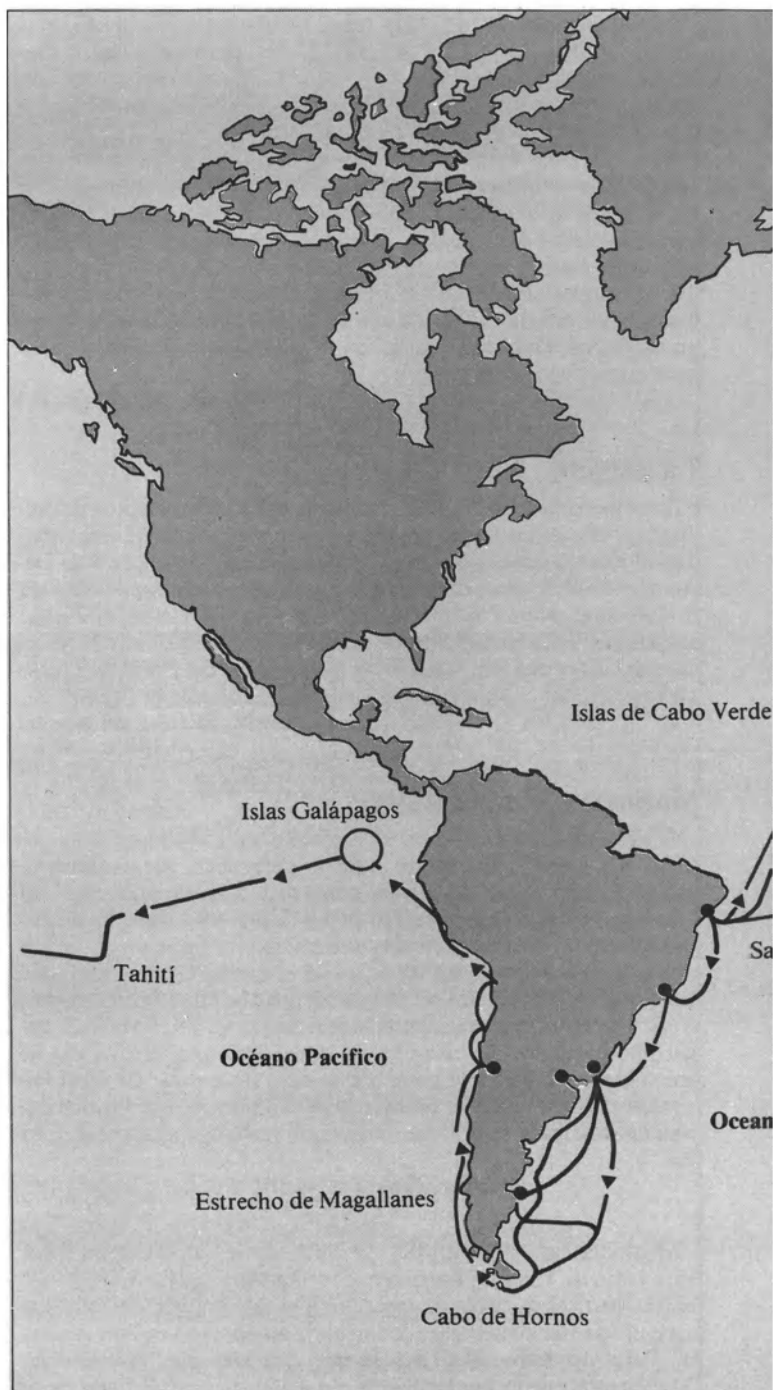 Islas de Cabo Verde
Islas Galápagos
Sa
Tahití
Océano Pacífico
Ocean
Estrecho de Magallanes
Cabo de Hornos